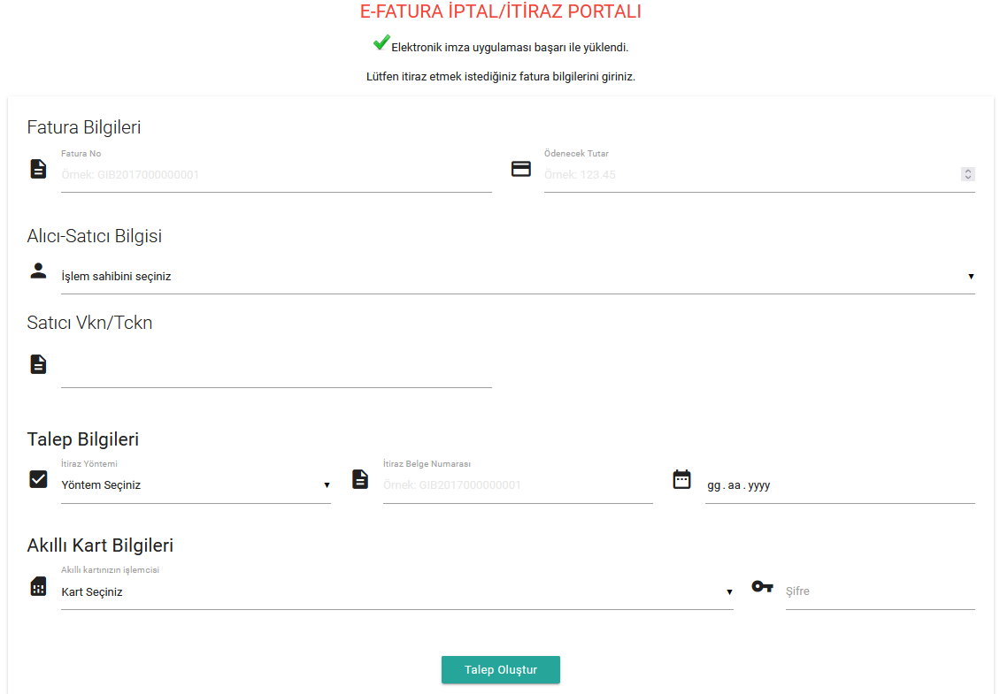 E-FATURA İPTAL/İTİRAZ PORTALI
Elektronik imza uygulaması başarı ile yüklendi.
Lütfen itiraz etmek istediğiniz fatura bilgilerini giriniz.
Fatura Bilgileri
Fatura No
Örnek: GIB2017000000001
Ödenecek Tutar
Örnek: 123.45
Alıcı-Satıcı Bilgisi
İşlem sahibini seçiniz
Satıcı Vkn/Tckn
Talep Bilgileri
İtiraz Yöntemi
Yöntem Seçiniz
İtiraz Belge Numarası
Örnek: GIB2017000000001
gg.aa.yyyy
Akıllı Kart Bilgileri
Akıllı kartınızın işlemcisi
Kart Seçiniz
Şifre
Talep Oluştur